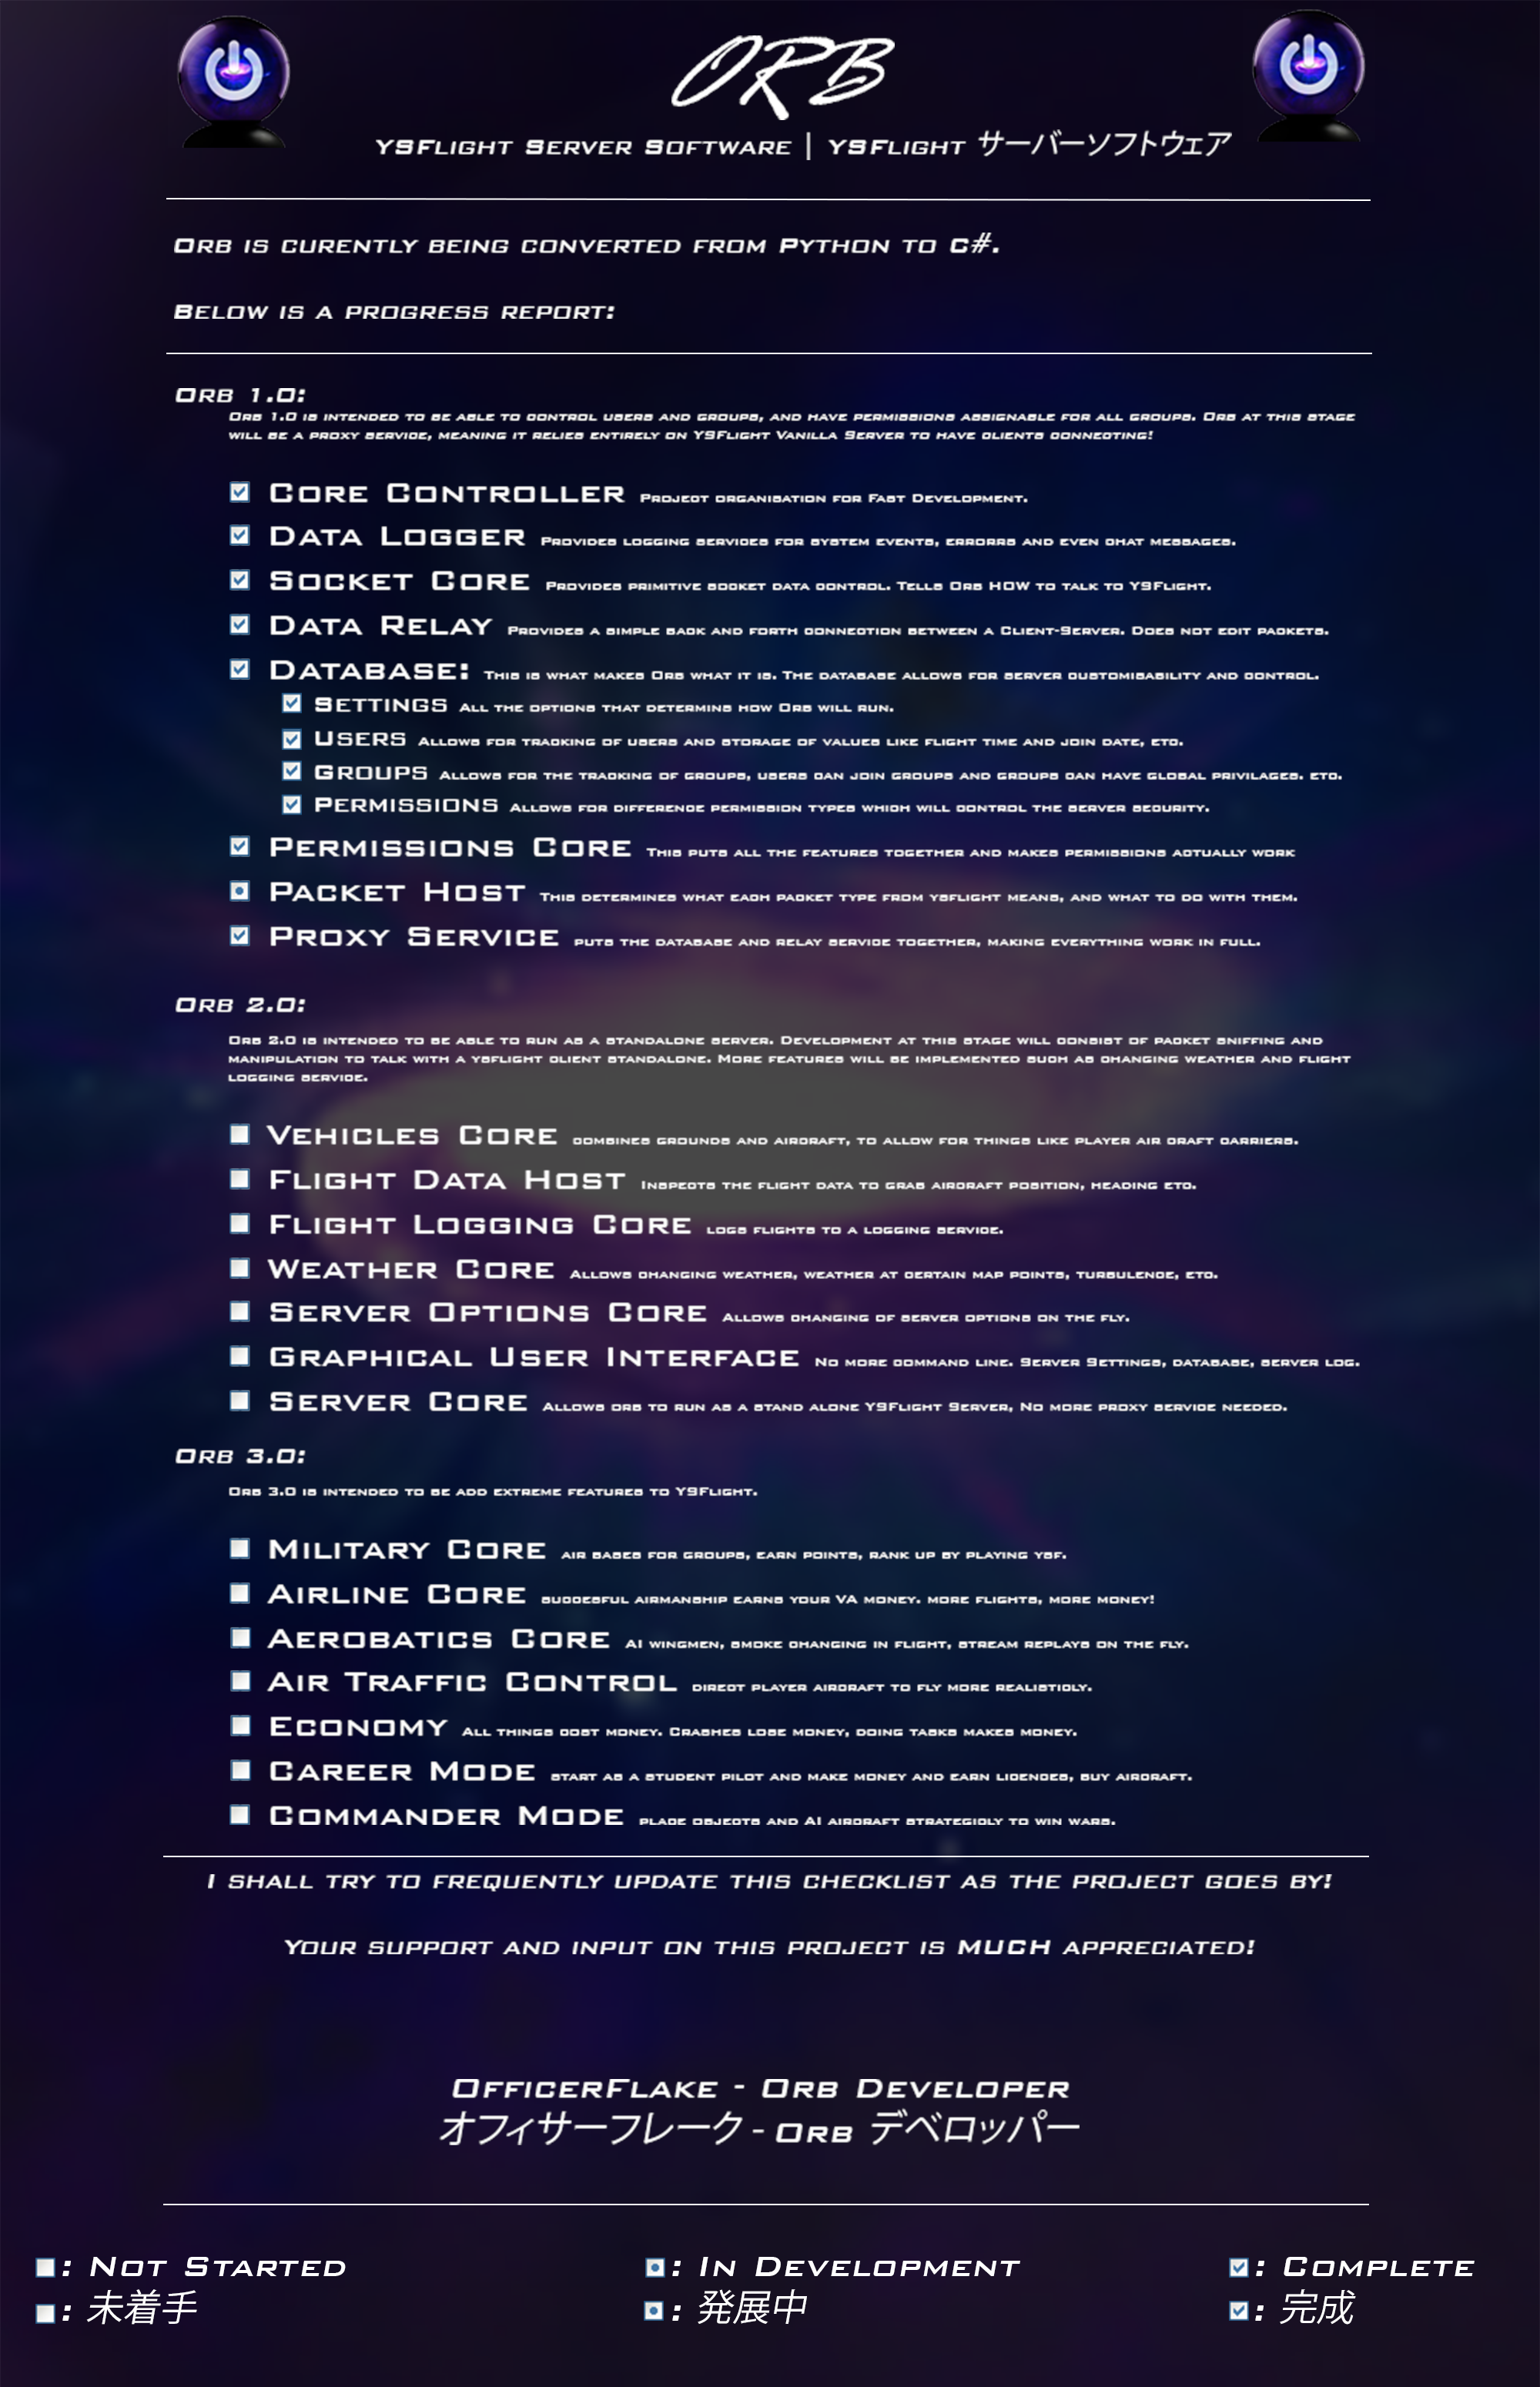 ORB
YSFlight Server Software | YSFlight サーバーソフトウェア
Orb is curently being converted from Python to C#.
Below is a progress report:
Orb 1.0:
Orb 1.0 is intended to be able to control users and groups, and have permissions assignable for all groups. Orb at this stage
will be a proxy service, meaning it relies entirely on YSFlight Vanilla Server to have clients connecting!
Core Controller Project organisation for Fast Development.
Data Logger Provides logging services for system events, errorrs and even chat messages.
Socket Core Provides primitive socket data control. Tells Orb HOW to talk to YSFlight.
Data Relay Provides a simple back and forth connection between a Client-Server. Does not edit packets.
Database: This is what makes Orb what it is. The database allows for server customisability and control.
Settings All the options that determins how Orb will run.
Users Allows for tracking of users and storage of values like flight time and join date, etc.
Groups Allows for the tracking of groups, users can join groups and groups can have global privilages. etc.
Permissions Allows for difference permission types which will control the server security.
Permissions Core This puts all the features together and makes permissions actually work
Packet Host This determines what each packet type from ysflight means, and what to do with them.
Proxy Service puts the database and relay service together, making everything work in full.
Orb 2.0:
Orb 2.0 is intended to be able to run as a standalone server. Development at this stage will consist of packet sniffing and
manipulation to talk with a ysflight client standalone. More features will be implemented such as changing weather and flight
logging service.
Vehicles Core combines grounds and aircraft, to allow for things like player air craft carriers.
Flight Data Host Inspects the flight data to grab aircraft position, heading etc.
Flight Logging Core logs flights to a logging service.
Weather Core Allows changing weather, weather at certain map points, turbulence, etc.
Server Options Core Allows changing of server options on the fly.
Graphical User Interface No more command line. Server Settings, database, server log.
Server Core Allows orb to run as a stand alone YSFlight Server, No more proxy service needed.
Orb 3.0:
Orb 3.0 is intended to be add extreme features to YSFlight.
Military Core air bases for groups, earn points, rank up by playing ysf.
Airline Core succesful airmanship earns your VA money. more flights, more money!
Aerobatics Core AI wingmen, smoke changing in flight, stream replays on the fly.
Air Traffic Control direct player aircraft to fly more realisticly.
Economy All things cost money. Crashes lose money, doing tasks makes money.
Career Mode start as a student pilot and make money and earn licences, buy aircraft.
Commander Mode place objects and AI aircraft strategicly to win wars.
I shall try to frequently update this checklist as the project goes by!
Your support and input on this project is MUCH appreciated!
OfficerFlake - Orb Developer
オフィサーフレーク - Orb デベロッパー
: Not Started : In Development : Complete
: 未着手 : 発展中 : 完成